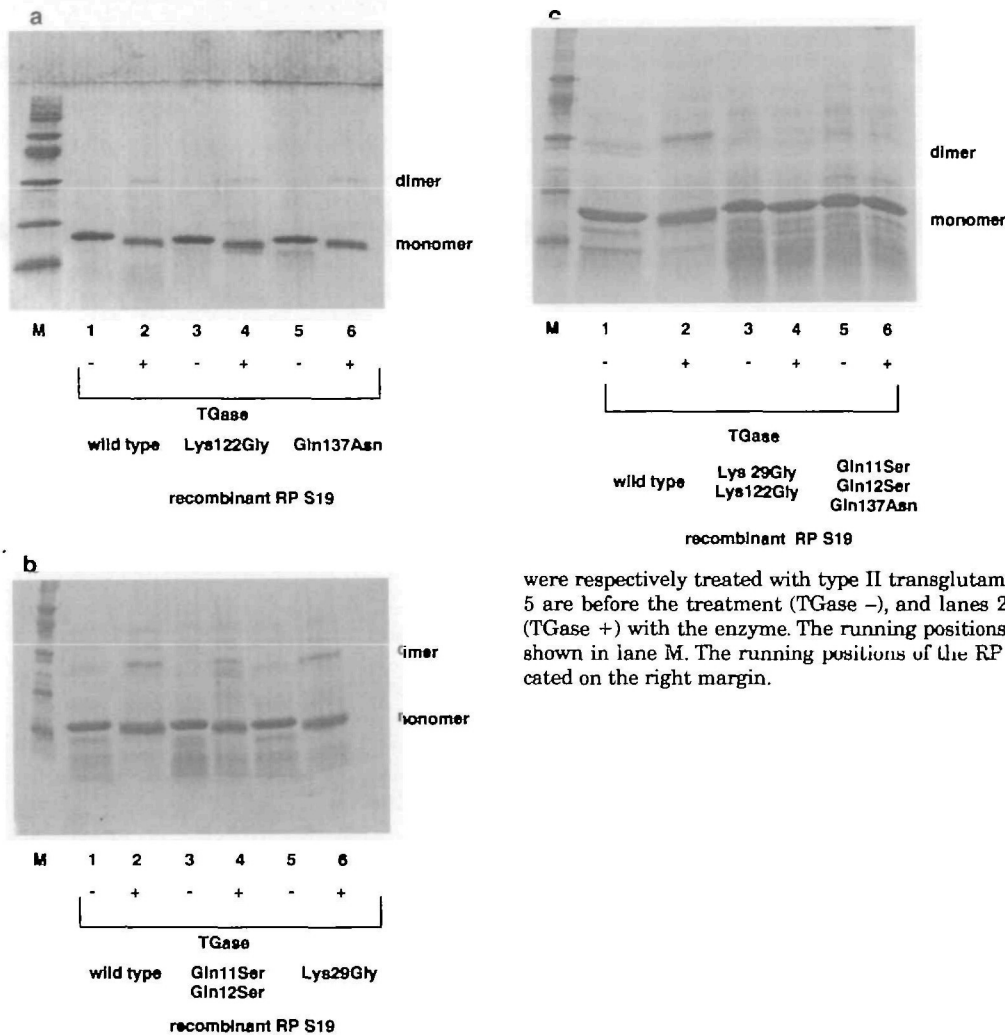 a
dimer
monomer
M 1 2 3 4 5 6
- + - + - +
TGase
wild type Lys122Gly Gln137Asn
recombinant RP S19
b
imer
onomer
M 1 2 3 4 5 6
- + - + - +
TGase
wild type Gln11Ser Lys29Gly
Gln12Ser
recombinant RP S19
c
dimer
monomer
M 1 2 3 4 5 6
- + - + - +
TGase
wild type Lys 29Gly Gln11Ser
Lys122Gly Gln12Ser
Gln137Asn
recombinant RP S19
were respectively treated with type II transglutam
5 are before the treatment (TGase –), and lanes 2
(TGase +) with the enzyme. The running positions
shown in lane M. The running positions of the RP
cated on the right margin.